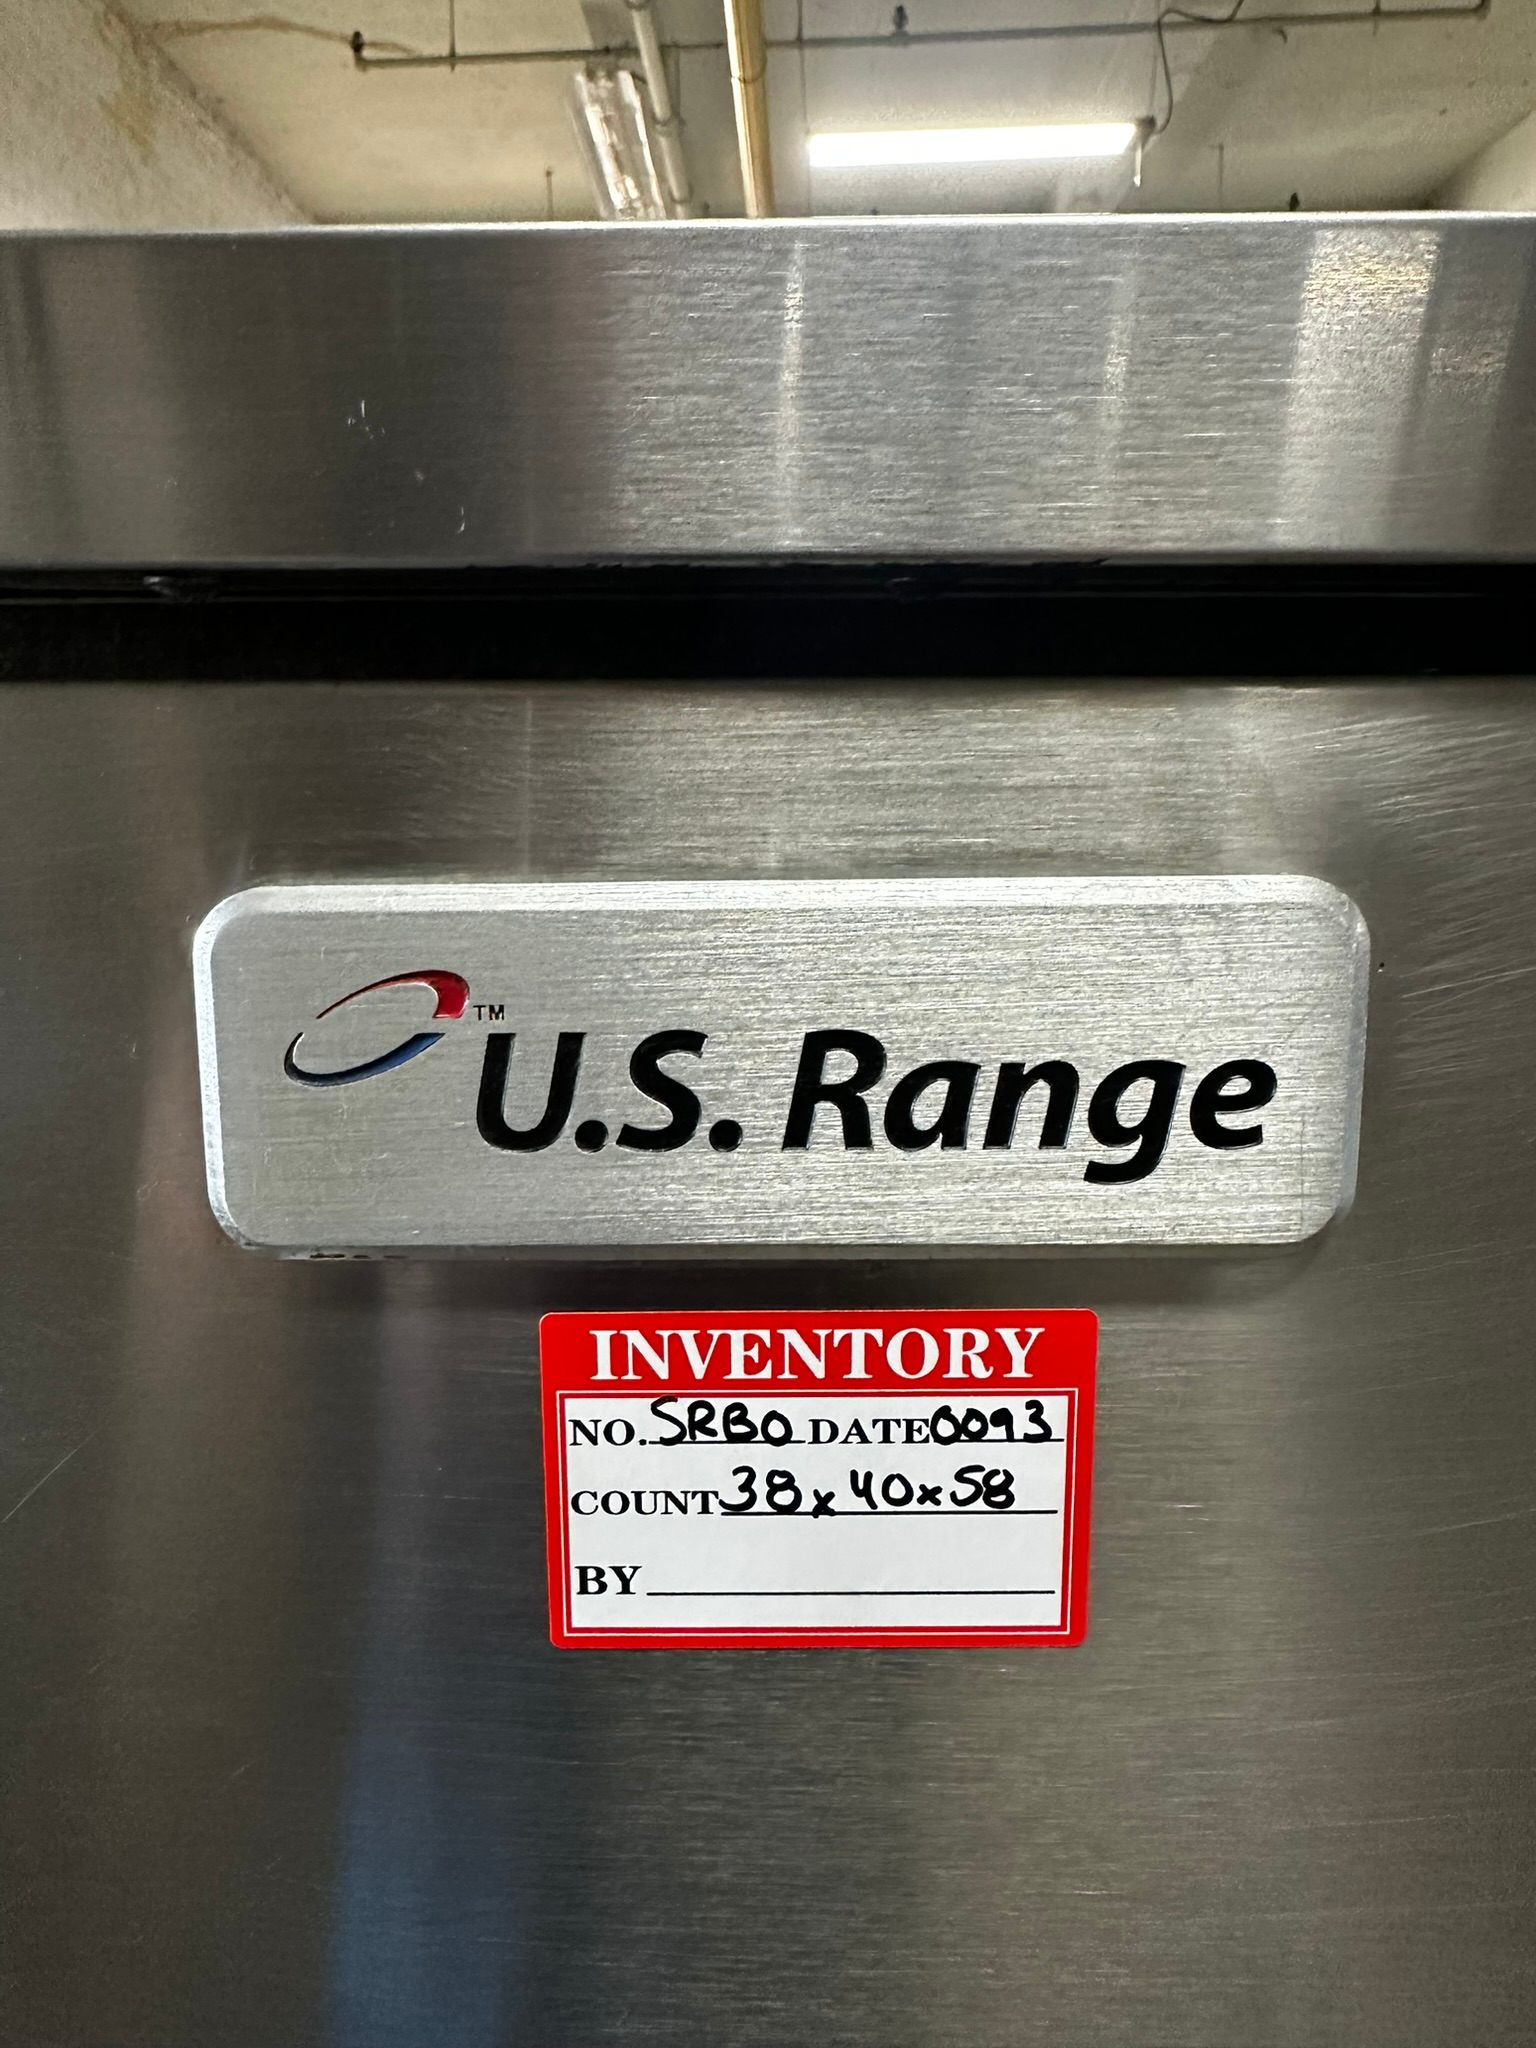 ™ U.S. Range
INVENTORY
NO. SRBO DATE 0093
COUNT 38x40x58
BY